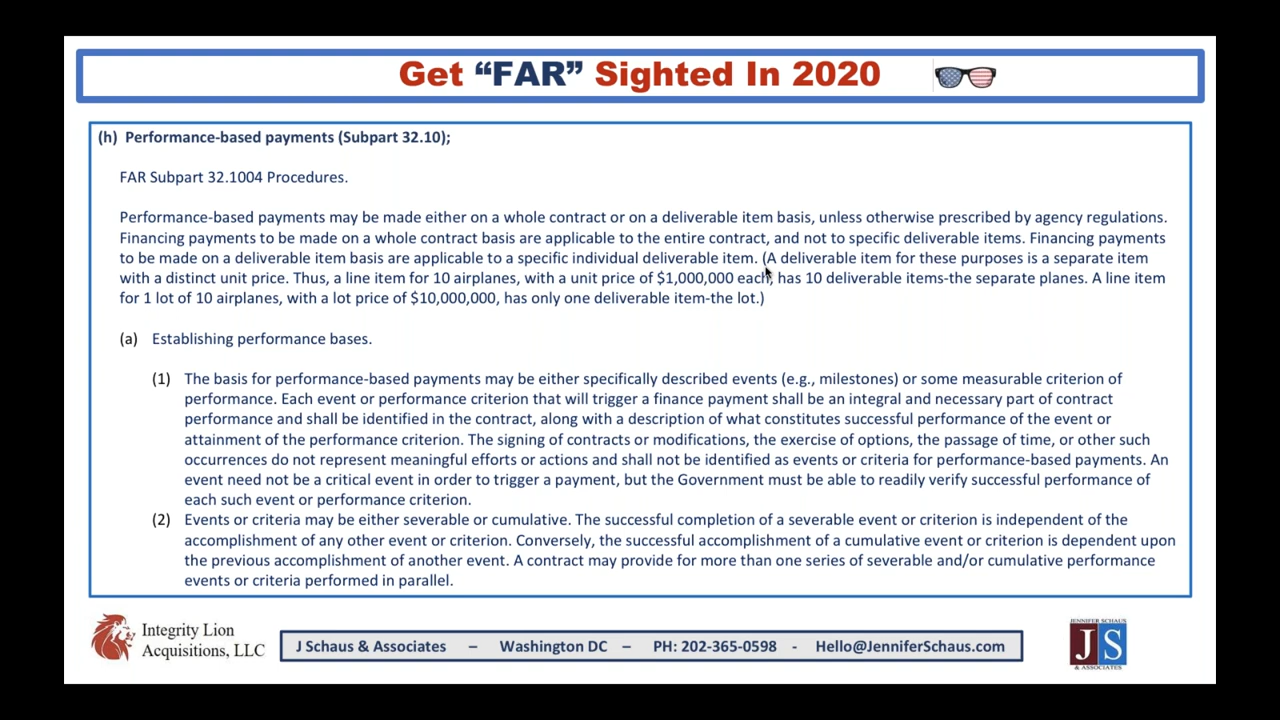 Get “FAR” Sighted In 2020
(h) Performance-based payments (Subpart 32.10);
FAR Subpart 32.1004 Procedures.
Performance-based payments may be made either on a whole contract or on a deliverable item basis, unless otherwise prescribed by agency regulations.
Financing payments to be made on a whole contract basis are applicable to the entire contract, and not to specific deliverable items. Financing payments
to be made on a deliverable item basis are applicable to a specific individual deliverable item. (A deliverable item for these purposes is a separate item
with a distinct unit price. Thus, a line item for 10 airplanes, with a unit price of $1,000,000 each, has 10 deliverable items-the separate planes. A line item
for 1 lot of 10 airplanes, with a lot price of $10,000,000, has only one deliverable item-the lot.)
(a) Establishing performance bases.
(1) The basis for performance-based payments may be either specifically described events (e.g., milestones) or some measurable criterion of
performance. Each event or performance criterion that will trigger a finance payment shall be an integral and necessary part of contract
performance and shall be identified in the contract, along with a description of what constitutes successful performance of the event or
attainment of the performance criterion. The signing of contracts or modifications, the exercise of options, the passage of time, or other such
occurrences do not represent meaningful efforts or actions and shall not be identified as events or criteria for performance-based payments. An
event need not be a critical event in order to trigger a payment, but the Government must be able to readily verify successful performance of
each such event or performance criterion.
(2) Events or criteria may be either severable or cumulative. The successful completion of a severable event or criterion is independent of the
accomplishment of any other event or criterion. Conversely, the successful accomplishment of a cumulative event or criterion is dependent upon
the previous accomplishment of another event. A contract may provide for more than one series of severable and/or cumulative performance
events or criteria performed in parallel.
Integrity Lion
Acquisitions, LLC
J Schaus & Associates – Washington DC – PH: 202-365-0598 - Hello@JenniferSchaus.com
JENNIFER SCHAUS
JS
& ASSOCIATES